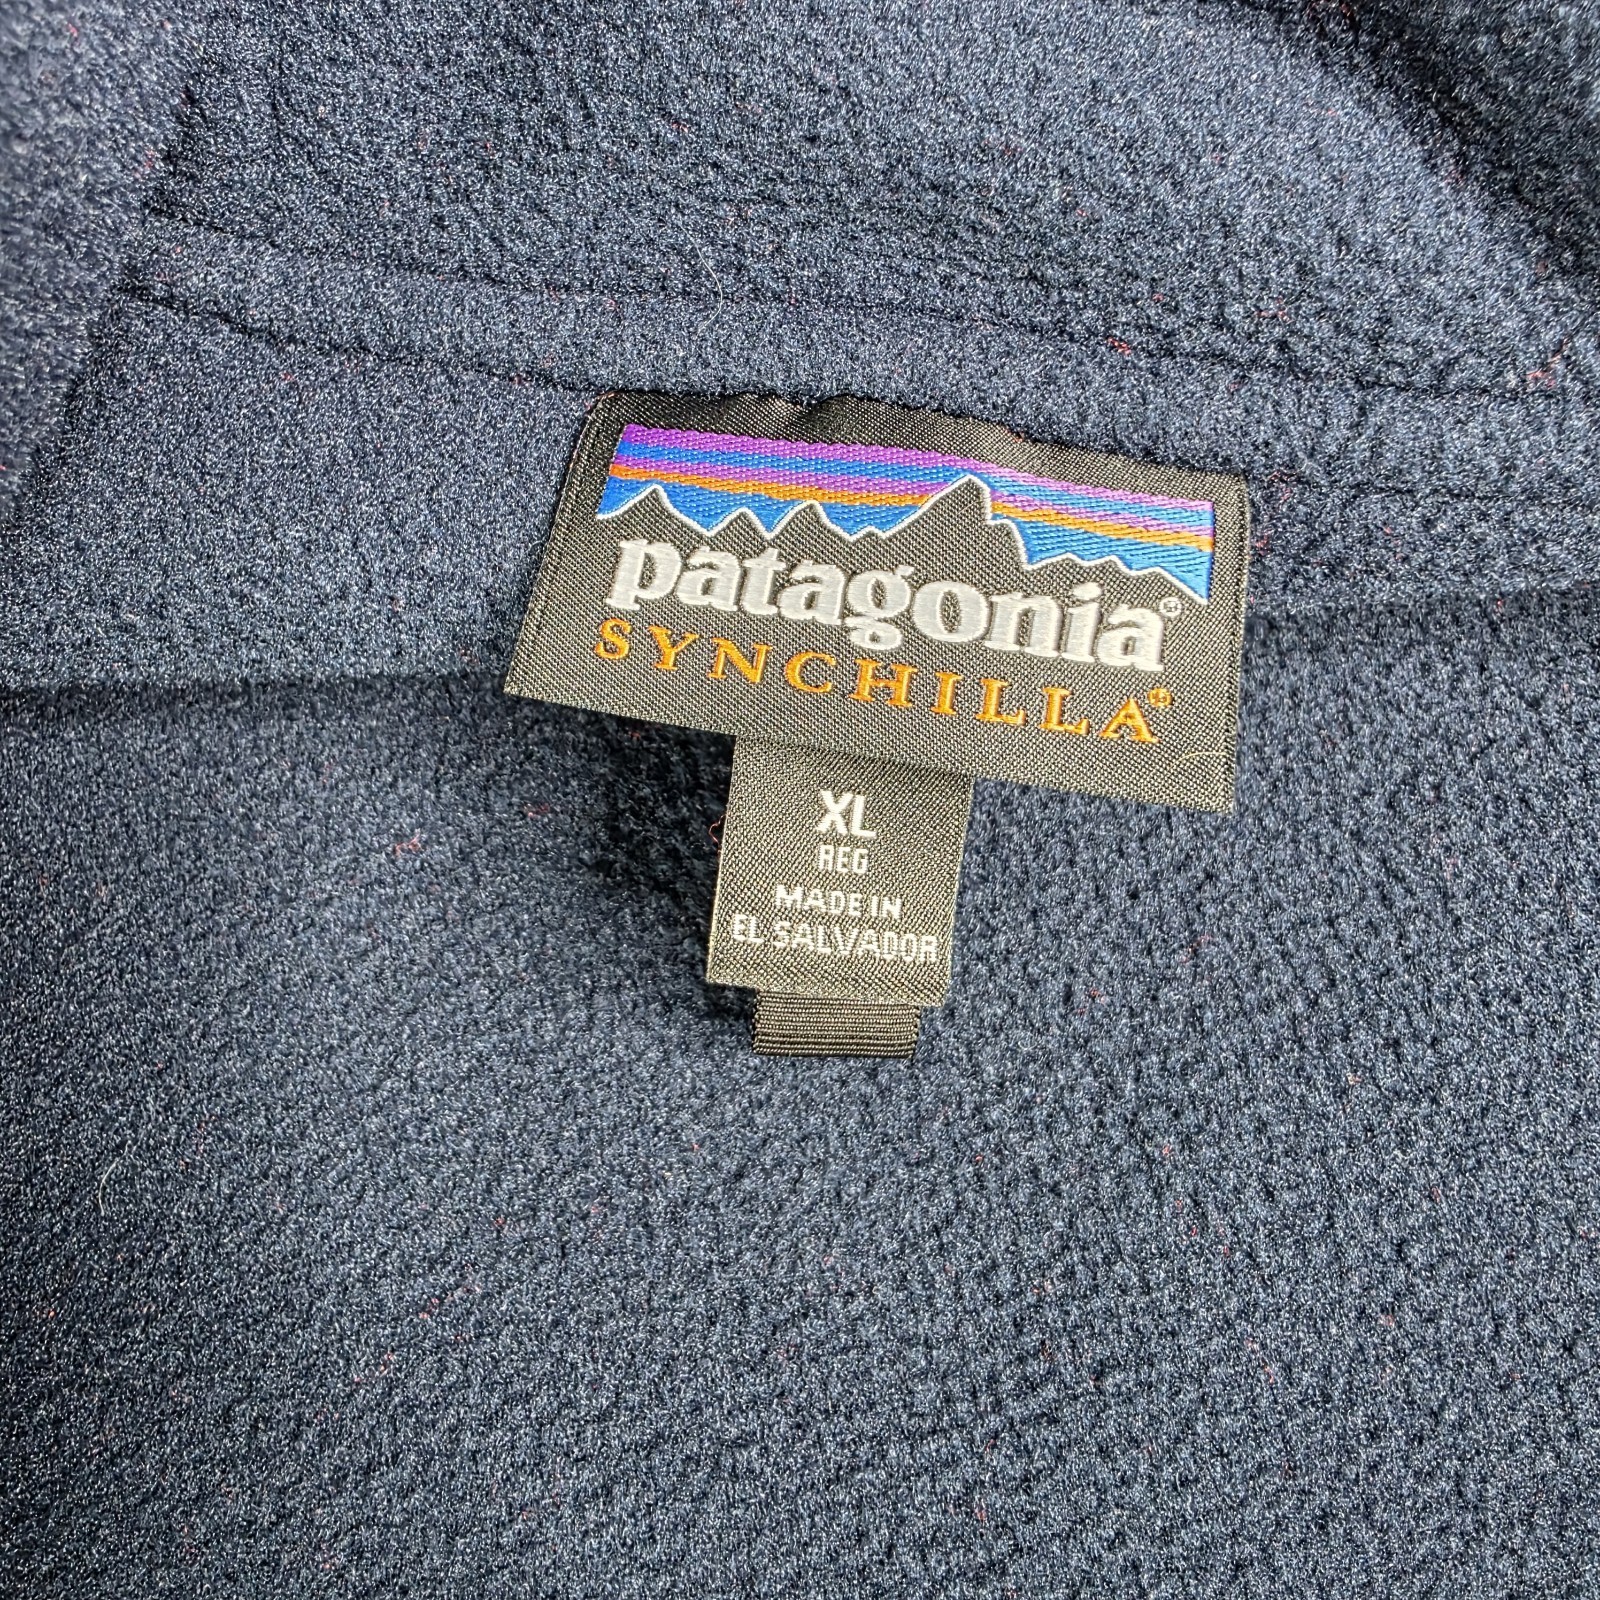 patagonia®
SYNCHILLA®
XL
REG
MADE IN
EL SALVADOR